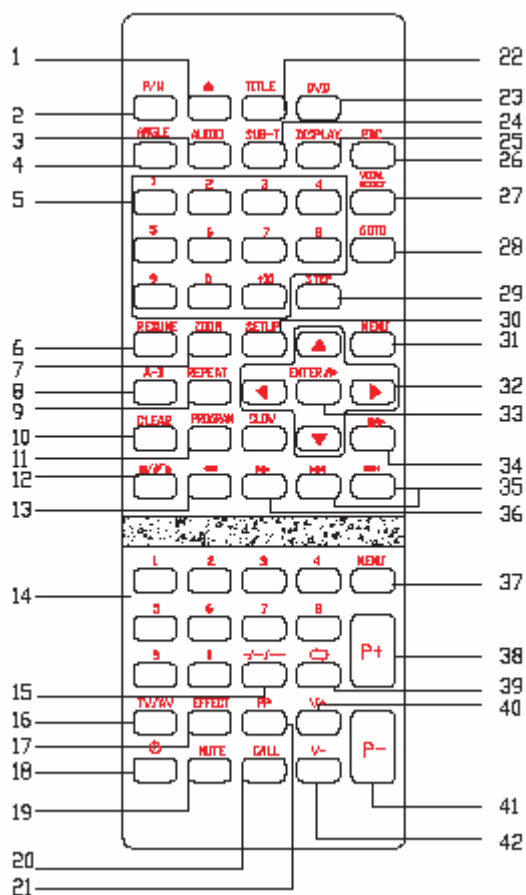 1 22
P/N ▲ TITLE DVD
2 23
24
3 ANGLE AUDIO SUB-T DISPLAY PBC 25
4 26
1 2 3 4
5 27
5 6 7 8 GOTO
28
9 0 +10 STEP
29
RESUME ZOOM SETUP MENU
6 30
7 31
A-B REPEAT ENTER
8 32
9 33
CLEAR PROGRAM SLOW
10
11 34
12
13 35
36
1 2 3 4 MENU
14 37
5 6 7 8
P+
38
9 -/--/---
15 39
TV/AV EFFECT PP V+
16 40
17
MUTE CALL V- P-
18
19 41
20 42
21